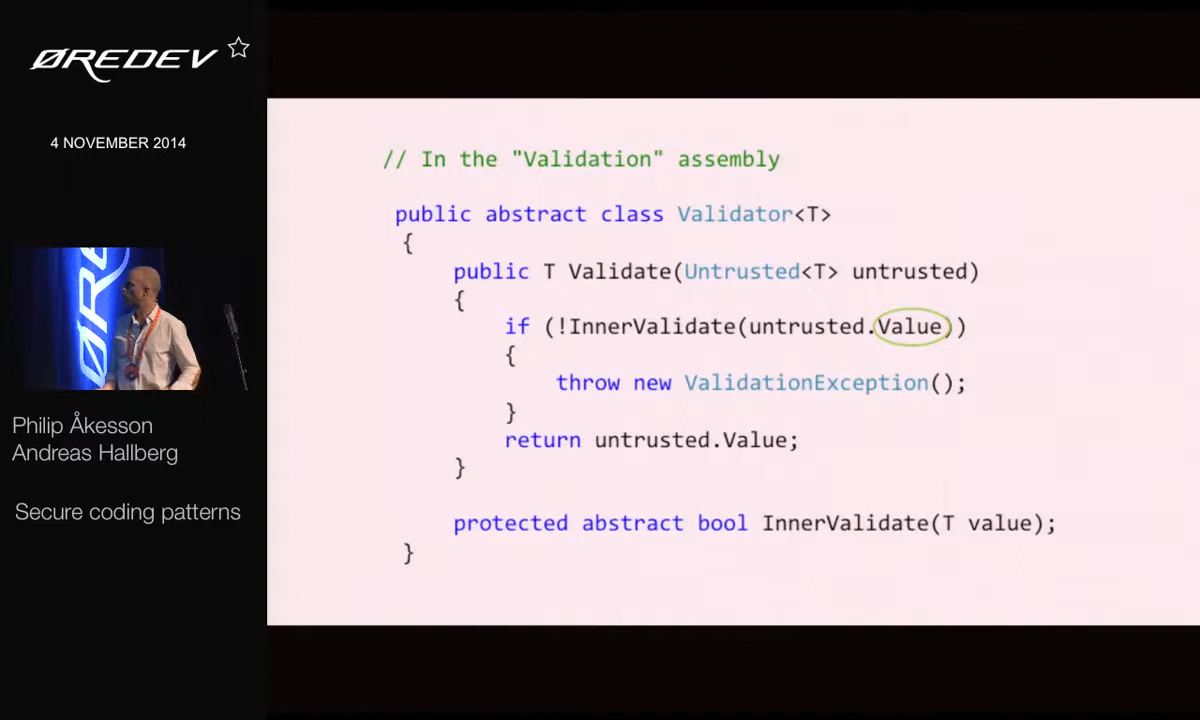 ØREDEV
4 NOVEMBER 2014
ØRE
Philip Åkesson
Andreas Hallberg
Secure coding patterns
// In the "Validation" assembly
public abstract class Validator<T>
{
public T Validate(Untrusted<T> untrusted)
{
if (!InnerValidate(untrusted.Value))
{
throw new ValidationException();
}
return untrusted.Value;
}
protected abstract bool InnerValidate(T value);
}